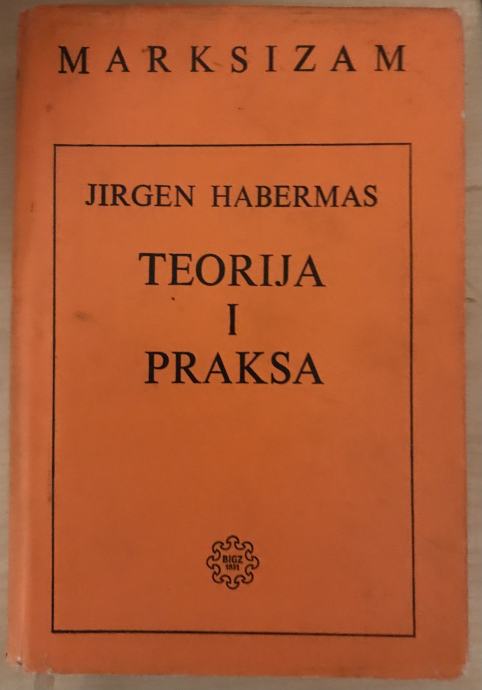 MARKSIZAM
JIRGEN HABERMAS
TEORIJA
I
PRAKSA
BIGZ
1831